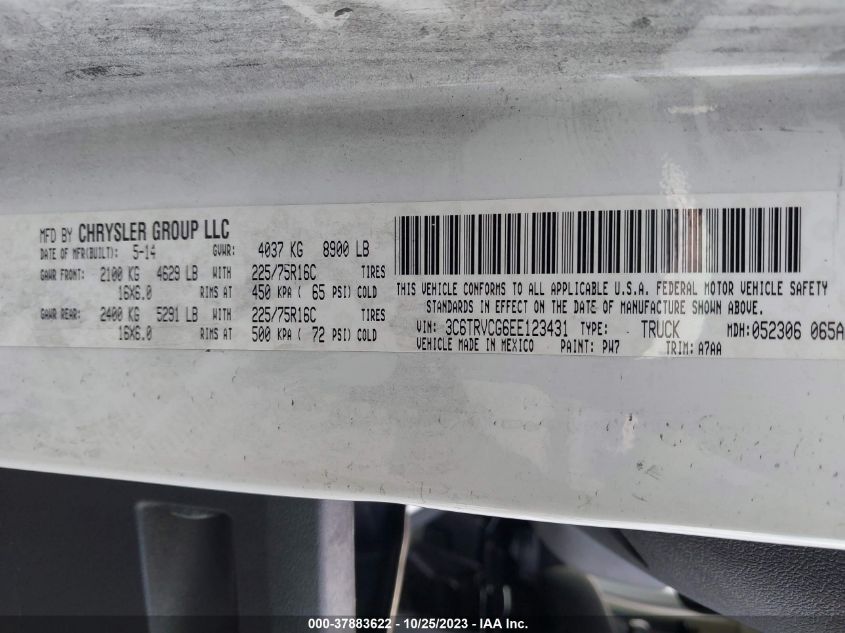 MFD BY CHRYSLER GROUP LLC
DATE OF MFR(BUILT): 5-14 GVWR: 4037 KG 8900 LB
GAWR FRONT: 2100 KG 4629 LB WITH 225/75R16C TIRES
16X6.0 RIMS AT 450 KPA ( 65 PSI) COLD
GAWR REAR: 2400 KG 5291 LB WITH 225/75R16C TIRES
16X6.0 RIMS AT 500 KPA ( 72 PSI) COLD
THIS VEHICLE CONFORMS TO ALL APPLICABLE U.S.A. FEDERAL MOTOR VEHICLE SAFETY
STANDARDS IN EFFECT ON THE DATE OF MANUFACTURE SHOWN ABOVE.
VIN: 3C6TRVCG6EE123431 TYPE: TRUCK MDH:052306 065A
VEHICLE MADE IN MEXICO PAINT: PW7 TRIM: A7AA
000-37883622 - 10/25/2023 - IAA Inc.